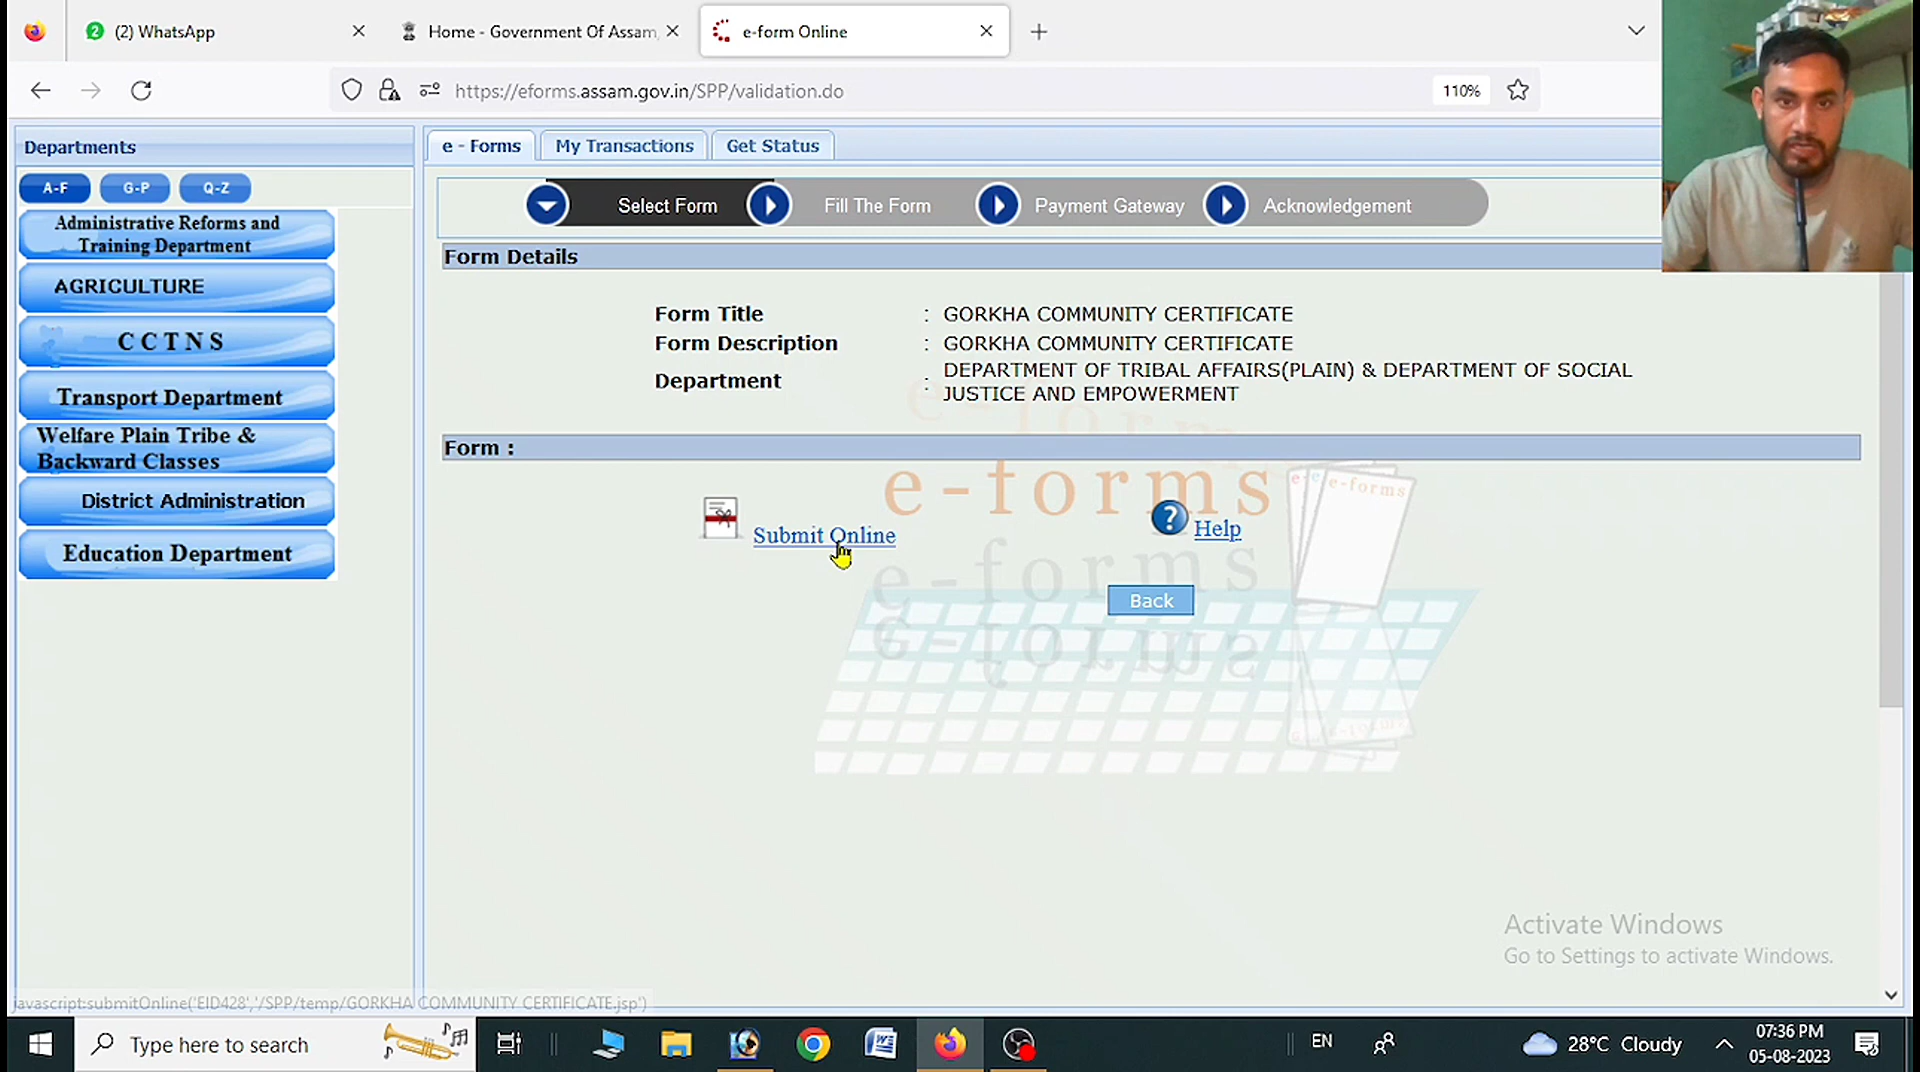 (2) WhatsApp
Home - Government Of Assam,
e-form Online
https://eforms.assam.gov.in/SPP/validation.do
110%
Departments
A-F
G-P
Q-Z
Administrative Reforms and
Training Department
AGRICULTURE
C C T N S
Transport Department
Welfare Plain Tribe &
Backward Classes
District Administration
Education Department
e - Forms
My Transactions
Get Status
Select Form
Fill The Form
Payment Gateway
Acknowledgement
Form Details
Form Title : GORKHA COMMUNITY CERTIFICATE
Form Description : GORKHA COMMUNITY CERTIFICATE
Department : DEPARTMENT OF TRIBAL AFFAIRS(PLAIN) & DEPARTMENT OF SOCIAL
JUSTICE AND EMPOWERMENT
Form :
e-forms
e-forms
e-forms
Submit Online
Help
Back
Activate Windows
Go to Settings to activate Windows.
javascript:submitOnline('EID428','/SPP/temp/GORKHA COMMUNITY CERTIFICATE.jsp')
Type here to search
EN
28°C Cloudy
07:36 PM
05-08-2023